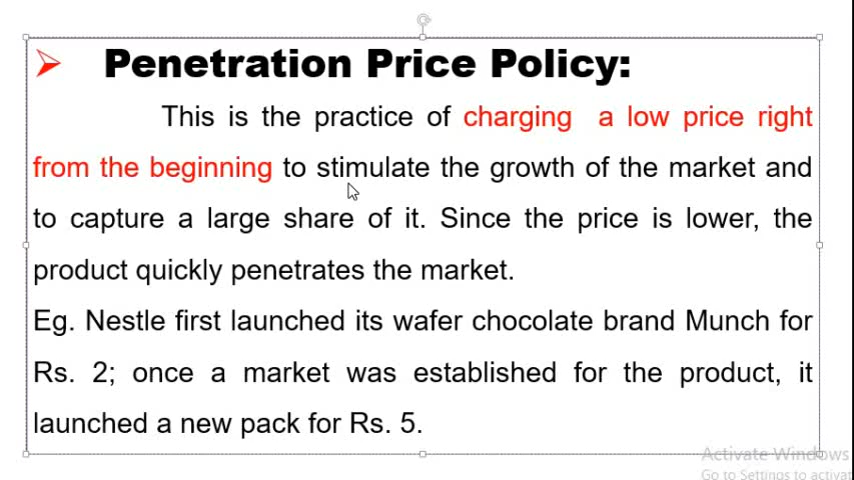 ➢ Penetration Price Policy:
This is the practice of charging a low price right
from the beginning to stimulate the growth of the market and
to capture a large share of it. Since the price is lower, the
product quickly penetrates the market.
Eg. Nestle first launched its wafer chocolate brand Munch for
Rs. 2; once a market was established for the product, it
launched a new pack for Rs. 5.
Activate Windows
Go to Settings to activat